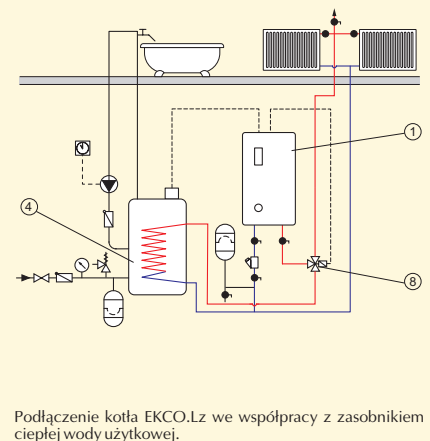 1
4
8
Podłączenie kotła EKCO.Lz we współpracy z zasobnikiem
ciepłej wody użytkowej.